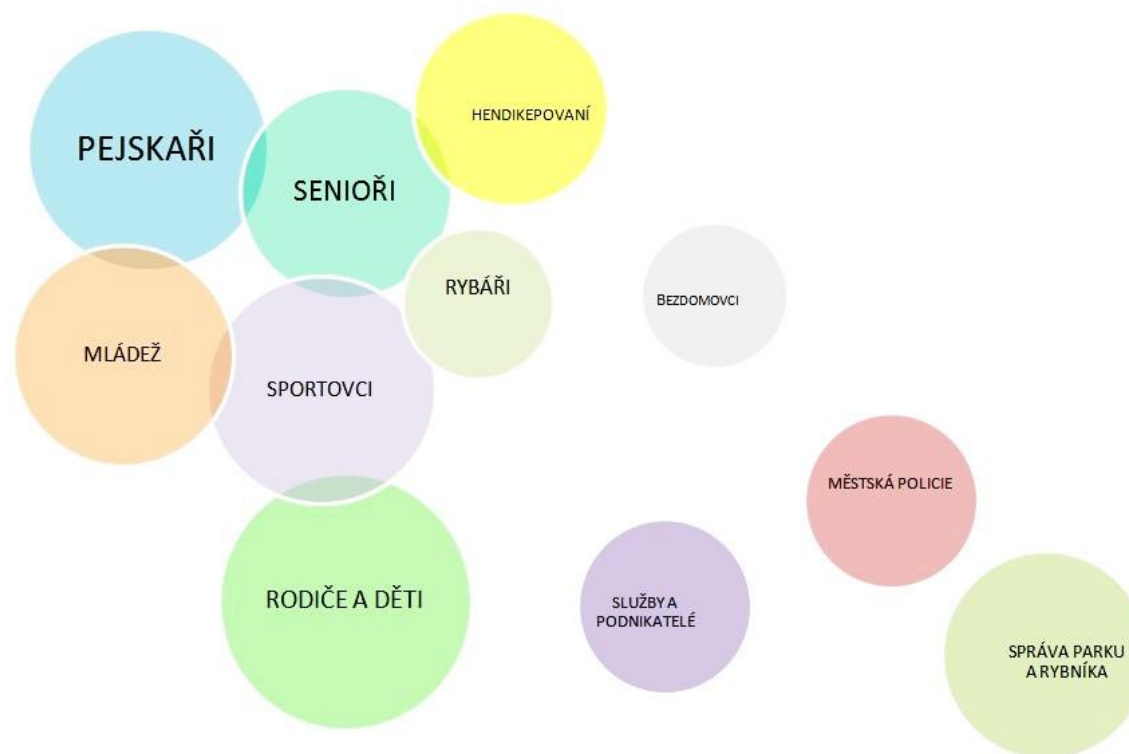 HENDIKEPOVANÍ
PEJSKAŘI
SENIOŘI
RYBÁŘI
BEZDOMOVCI
MLÁDEŽ
SPORTOVCI
MĚSTSKÁ POLICIE
RODIČE A DĚTI
SLUŽBY A
PODNIKATELÉ
SPRÁVA PARKU
A RYBNÍKA